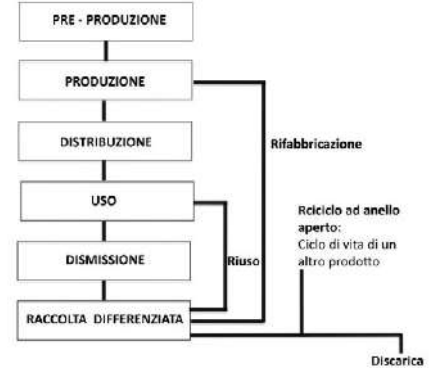 PRE - PRODUZIONE
PRODUZIONE
DISTRIBUZIONE
Rifabbricazione
USO
Rciciclo ad anello
aperto:
Ciclo di vita di un
altro prodotto
DISMISSIONE
Riuso
RACCOLTA DIFFERENZIATA
Discarica